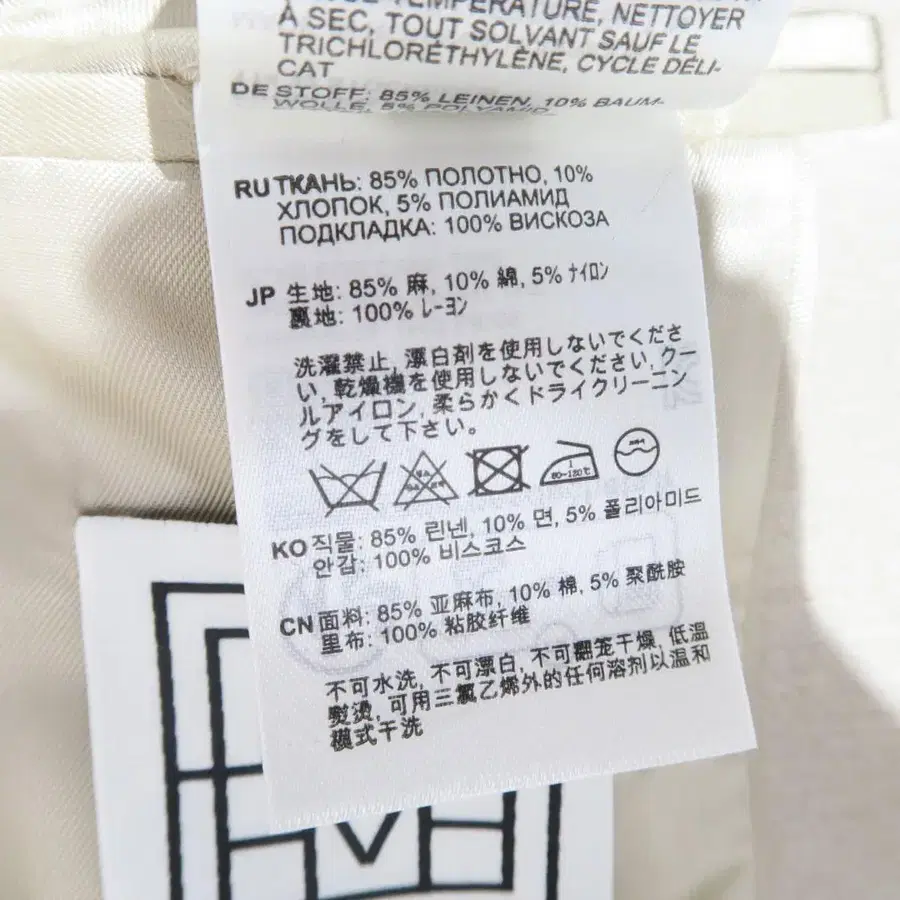 TEMPÉRATURE, NETTOYER
À SEC, TOUT SOLVANT SAUF LE
TRICHLORÉTHYLÈNE, CYCLE DÉLI-
CAT
DE STOFF: 85% LEINEN, 10% BAUM-
WOLLE, 5% POLYAMID
RU ТКАНЬ: 85% ПОЛОТНО, 10%
ХЛОПОК, 5% ПОЛИАМИД
ПОДКЛАДКА: 100% ВИСКОЗА
JP 生地: 85% 麻, 10% 綿, 5% ﾅｲﾛﾝ
裏地: 100% ﾚｰﾖﾝ
洗濯禁止, 漂白剤を使用しないでくださ
い, 乾燥機を使用しないでください, クー
ルアイロン, 柔らかくドライクリーニン
グをして下さい。
80-120℃
KO 직물: 85% 린넨, 10% 면, 5% 폴리아미드
안감: 100% 비스코스
CN 面料: 85% 亚麻布, 10% 棉, 5% 聚酰胺
里布: 100% 粘胶纤维
不可水洗, 不可漂白, 不可翻笼干燥, 低温
熨烫, 可用三氯乙烯外的任何溶剂以温和
模式干洗